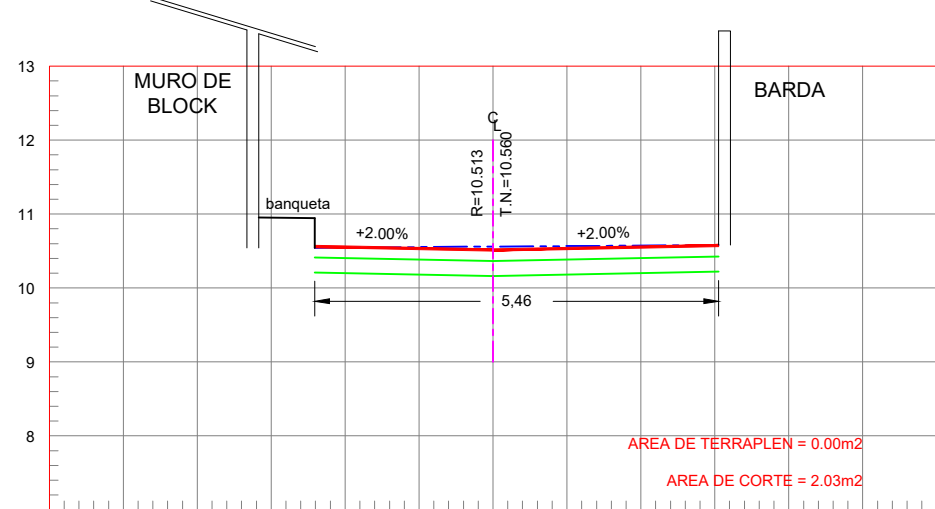 13
MURO DE
BLOCK
BARDA
12
CL
R=10.513
T.N.=10.560
11
banqueta
+2.00%
+2.00%
10
5,46
9
8
AREA DE TERRAPLEN = 0.00m2
AREA DE CORTE = 2.03m2